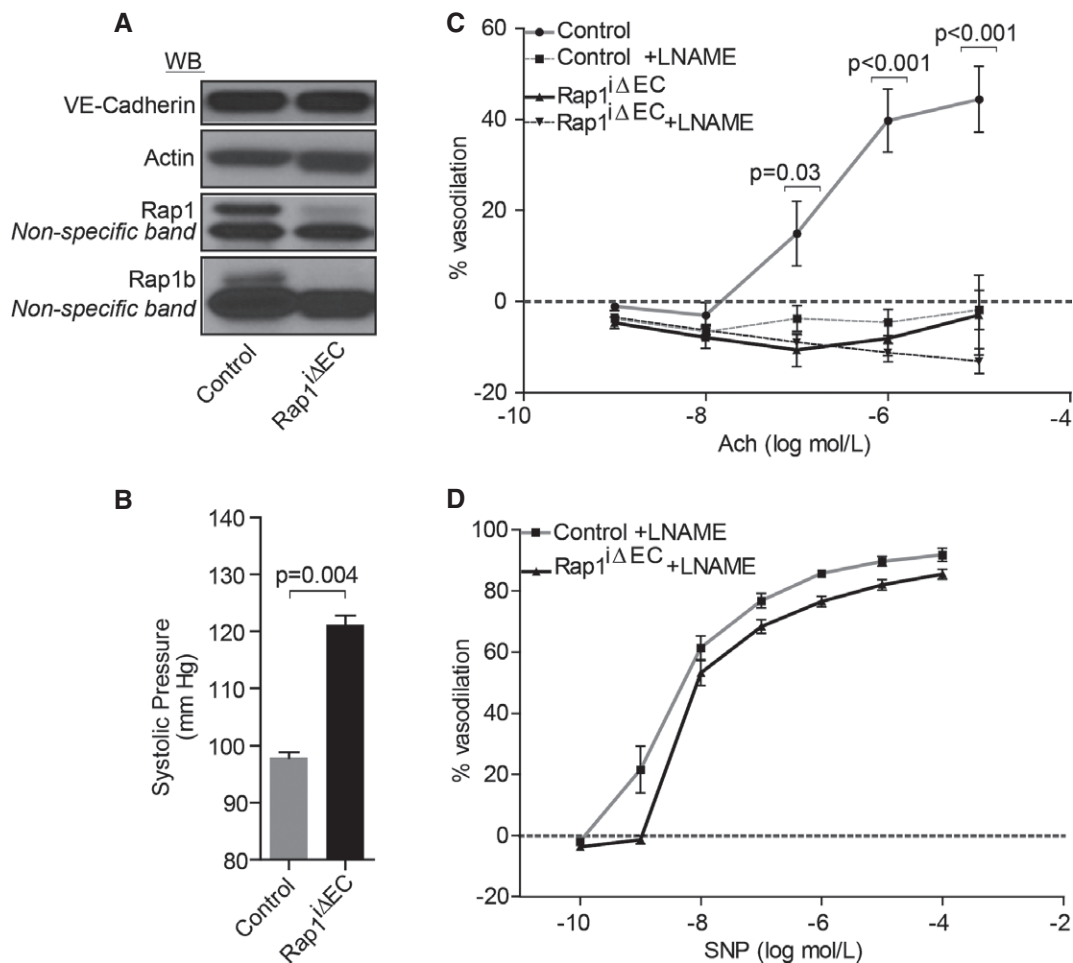 A
WB
VE-Cadherin
Actin
Rap1
Non-specific band
Rap1b
Non-specific band
Control
Rap1iΔEC
B
140
130
120
110
100
90
80
p=0.004
Systolic Pressure
(mm Hg)
Control
Rap1iΔEC
C
60
40
20
0
-20
% vasodilation
Control
Control +LNAME
Rap1iΔEC
Rap1iΔEC+LNAME
p=0.03
p<0.001
p<0.001
-10
-8
-6
-4
Ach (log mol/L)
D
100
80
60
40
20
0
-20
% vasodilation
Control +LNAME
Rap1iΔEC+LNAME
-10
-8
-6
-4
-2
SNP (log mol/L)